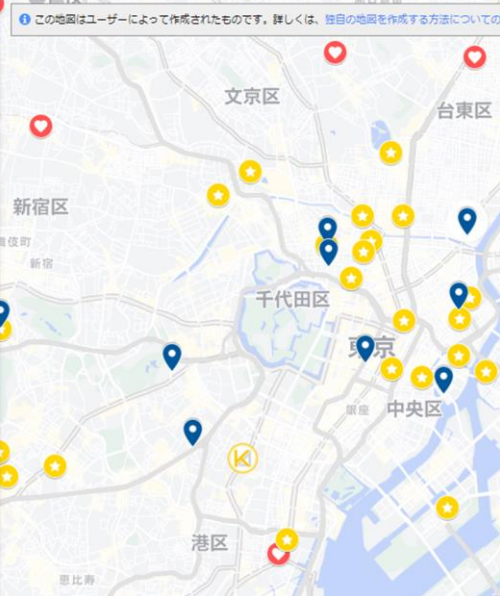 この地図はユーザーによって作成されたものです。詳しくは、独自の地図を作成する方法についての
文京区
台東区
新宿区
新宿
千代田区
東京
銀座
中央区
港区
恵比寿